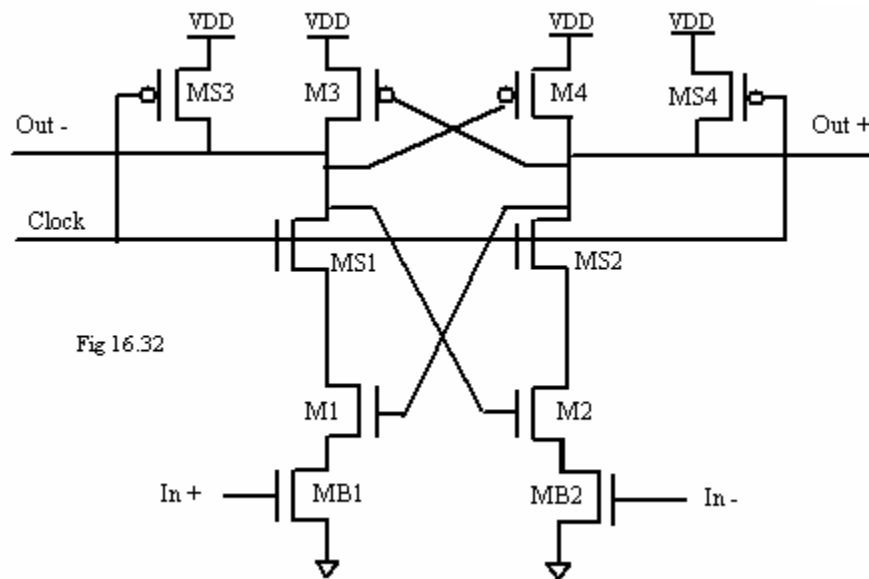 VDD VDD VDD VDD
MS3 M3 M4 MS4
Out - Out +
Clock
MS1 MS2
Fig 16.32
M1 M2
In + MB1 MB2 In -